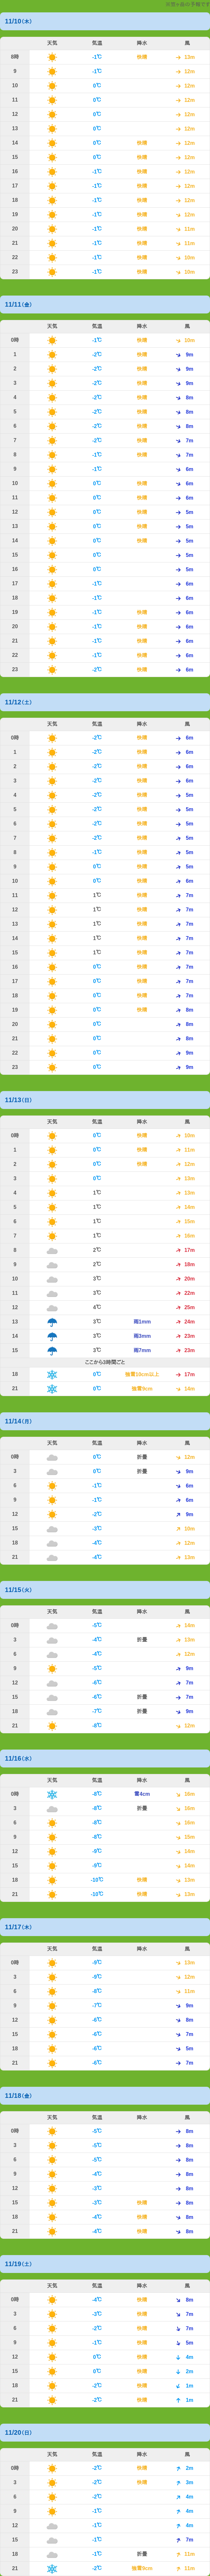 11/10(木)
天気 気温 降水 風
8時 -1℃ 快晴 13m
9 -1℃ 12m
10 0℃ 12m
11 0℃ 12m
12 0℃ 12m
13 0℃ 12m
14 0℃ 快晴 12m
15 0℃ 快晴 12m
16 -1℃ 快晴 12m
17 -1℃ 快晴 12m
18 -1℃ 快晴 12m
19 -1℃ 快晴 12m
20 -1℃ 快晴 11m
21 -1℃ 快晴 11m
22 -1℃ 快晴 10m
23 -1℃ 快晴 10m
11/11(金)
天気 気温 降水 風
0時 -1℃ 快晴 10m
1 -2℃ 快晴 9m
2 -2℃ 快晴 9m
3 -2℃ 快晴 9m
4 -2℃ 快晴 8m
5 -2℃ 快晴 8m
6 -2℃ 快晴 8m
7 -2℃ 快晴 7m
8 -1℃ 快晴 7m
9 -1℃ 6m
10 0℃ 快晴 6m
11 0℃ 快晴 6m
12 0℃ 快晴 5m
13 0℃ 快晴 5m
14 0℃ 快晴 5m
15 0℃ 5m
16 0℃ 5m
17 -1℃ 6m
18 -1℃ 6m
19 -1℃ 快晴 6m
20 -1℃ 快晴 6m
21 -1℃ 快晴 6m
22 -1℃ 快晴 6m
23 -2℃ 快晴 6m
11/12(土)
天気 気温 降水 風
0時 -2℃ 快晴 6m
1 -2℃ 快晴 6m
2 -2℃ 快晴 6m
3 -2℃ 快晴 6m
4 -2℃ 快晴 5m
5 -2℃ 快晴 5m
6 -2℃ 快晴 5m
7 -2℃ 快晴 5m
8 -1℃ 快晴 5m
9 0℃ 快晴 5m
10 0℃ 快晴 6m
11 1℃ 快晴 7m
12 1℃ 快晴 7m
13 1℃ 快晴 7m
14 1℃ 快晴 7m
15 1℃ 快晴 7m
16 0℃ 快晴 7m
17 0℃ 快晴 7m
18 0℃ 快晴 7m
19 0℃ 快晴 8m
20 0℃ 8m
21 0℃ 8m
22 0℃ 9m
23 0℃ 9m
11/13(日)
天気 気温 降水 風
0時 0℃ 快晴 10m
1 0℃ 快晴 11m
2 0℃ 快晴 12m
3 0℃ 13m
4 1℃ 13m
5 1℃ 14m
6 1℃ 15m
7 1℃ 16m
8 2℃ 17m
9 2℃ 18m
10 3℃ 20m
11 3℃ 22m
12 4℃ 25m
13 3℃ 雨1mm 24m
14 3℃ 雨3mm 23m
15 3℃ 雨7mm 23m
ここから3時間ごと
18 0℃ 強雪10cm以上 17m
21 0℃ 強雪9cm 14m
11/14(月)
天気 気温 降水 風
0時 0℃ 折曇 12m
3 0℃ 折曇 9m
6 -1℃ 6m
9 -1℃ 6m
12 -2℃ 9m
15 -3℃ 10m
18 -4℃ 12m
21 -4℃ 13m
11/15(火)
天気 気温 降水 風
0時 -5℃ 14m
3 -4℃ 折曇 13m
6 -4℃ 12m
9 -5℃ 9m
12 -6℃ 7m
15 -6℃ 折曇 7m
18 -7℃ 折曇 9m
21 -8℃ 12m
11/16(水)
天気 気温 降水 風
0時 -8℃ 雪4cm 16m
3 -8℃ 折曇 16m
6 -8℃ 16m
9 -8℃ 15m
12 -9℃ 14m
15 -9℃ 14m
18 -10℃ 快晴 13m
21 -10℃ 快晴 13m
11/17(木)
天気 気温 降水 風
0時 -9℃ 13m
3 -9℃ 12m
6 -8℃ 11m
9 -7℃ 9m
12 -6℃ 8m
15 -6℃ 7m
18 -6℃ 5m
21 -6℃ 7m
11/18(金)
天気 気温 降水 風
0時 -5℃ 8m
3 -5℃ 8m
6 -5℃ 8m
9 -4℃ 8m
12 -3℃ 8m
15 -3℃ 快晴 8m
18 -4℃ 快晴 8m
21 -4℃ 快晴 8m
11/19(土)
天気 気温 降水 風
0時 -4℃ 快晴 8m
3 -3℃ 快晴 7m
6 -2℃ 快晴 7m
9 -1℃ 快晴 5m
12 0℃ 快晴 4m
15 0℃ 快晴 2m
18 -2℃ 快晴 1m
21 -2℃ 快晴 1m
11/20(日)
天気 気温 降水 風
0時 -2℃ 快晴 2m
3 -2℃ 快晴 3m
6 -2℃ 4m
9 -1℃ 4m
12 -1℃ 4m
15 -1℃ 7m
18 -1℃ 折曇 11m
21 -2℃ 強雪9cm 11m